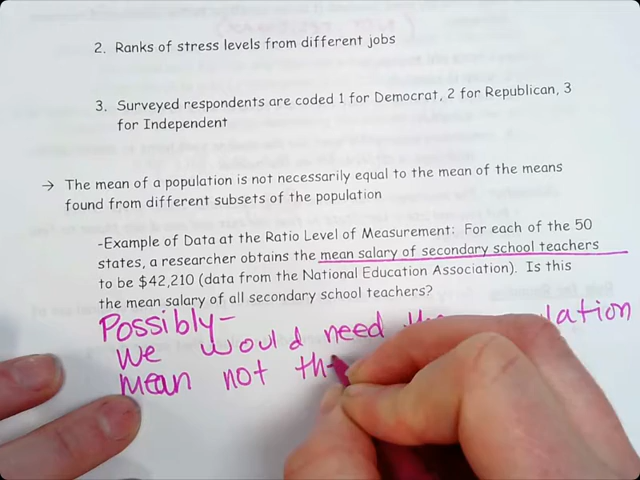 2. Ranks of stress levels from different jobs
3. Surveyed respondents are coded 1 for Democrat, 2 for Republican, 3
for Independent
→ The mean of a population is not necessarily equal to the mean of the means
found from different subsets of the population
-Example of Data at the Ratio Level of Measurement: For each of the 50
states, a researcher obtains the mean salary of secondary school teachers
to be $42,210 (data from the National Education Association). Is this
the mean salary of all secondary school teachers?
Possibly-
we would need
mean not th